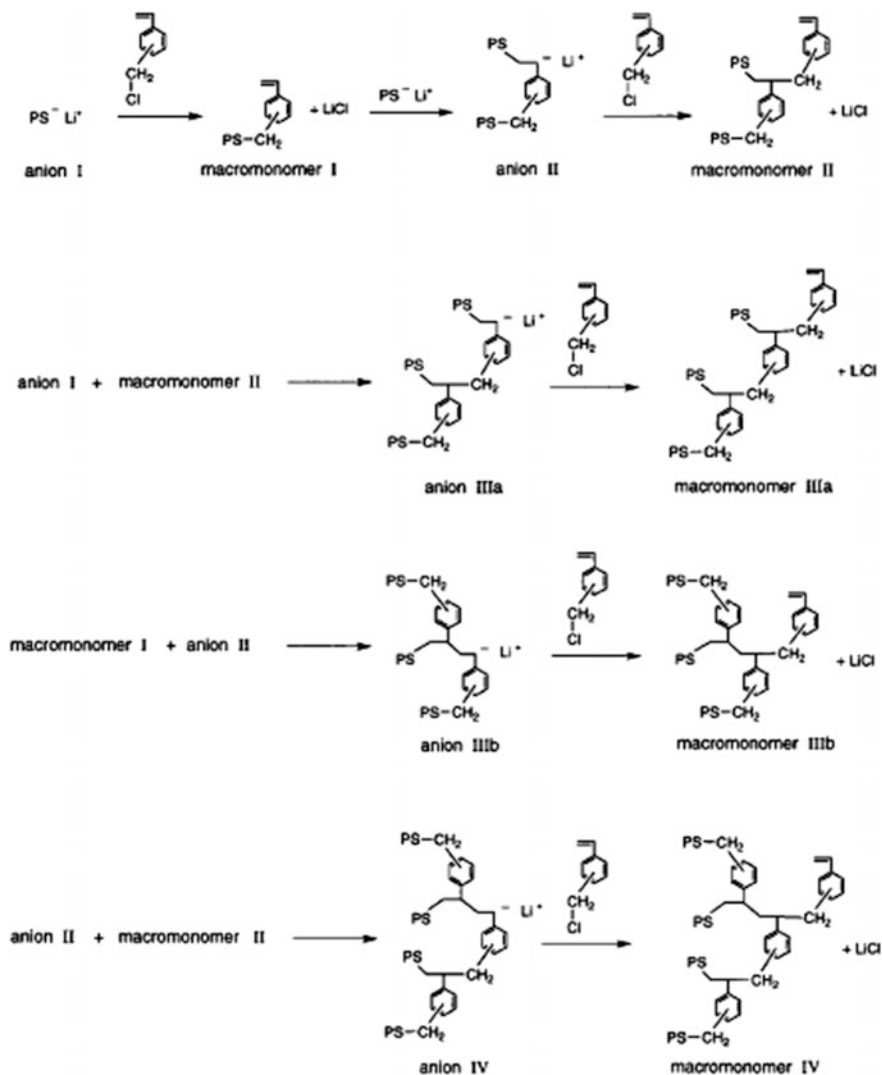 CH2
Cl
PS⁻ Li⁺
PS—CH2
+ LiCl
PS⁻ Li⁺
PS
⁻ Li⁺
PS—CH2
CH2
Cl
PS
CH2
PS—CH2
+ LiCl
anion I
macromonomer I
anion II
macromonomer II
anion I + macromonomer II
PS
⁻ Li⁺
PS
CH2
PS—CH2
CH2
Cl
PS
CH2
PS
CH2
PS—CH2
+ LiCl
anion IIIa
macromonomer IIIa
macromonomer I + anion II
PS—CH2
PS
⁻ Li⁺
PS—CH2
CH2
Cl
PS—CH2
PS
CH2
PS—CH2
+ LiCl
anion IIIb
macromonomer IIIb
anion II + macromonomer II
PS—CH2
PS
⁻ Li⁺
PS
CH2
PS—CH2
CH2
Cl
PS—CH2
PS
CH2
PS
CH2
PS—CH2
+ LiCl
anion IV
macromonomer IV